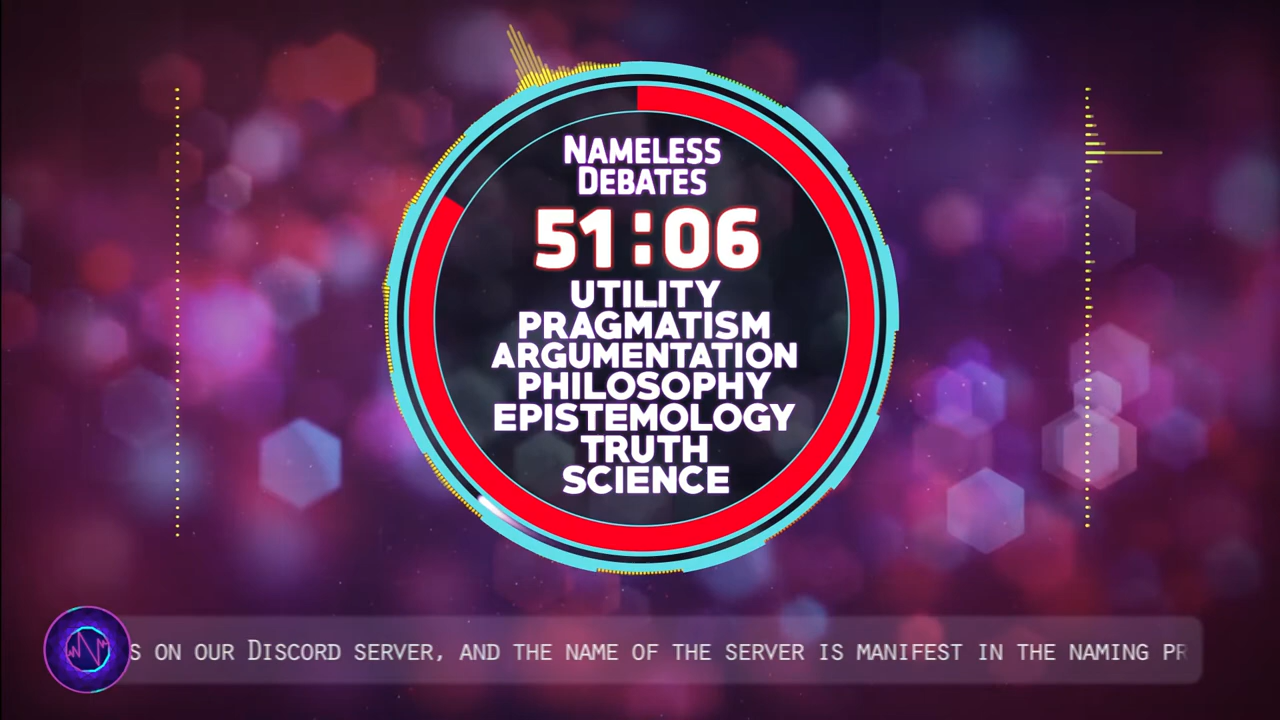 NAMELESS
DEBATES
51:06
UTILITY
PRAGMATISM
ARGUMENTATION
PHILOSOPHY
EPISTEMOLOGY
TRUTH
SCIENCE
S ON OUR DISCORD SERVER, AND THE NAME OF THE SERVER IS MANIFEST IN THE NAMING PR